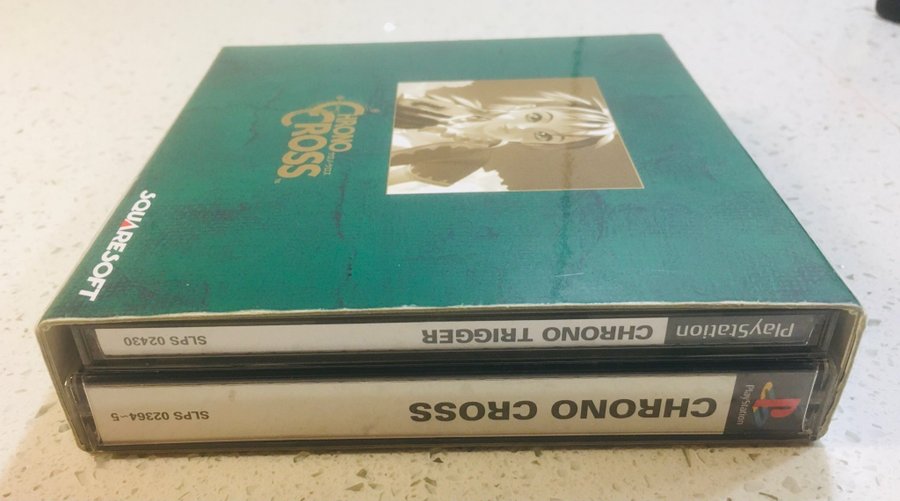 CHRONO
CROSS
SQUARESOFT
PlayStation
CHRONO TRIGGER
SLPS 02430
PlayStation
CHRONO CROSS
SLPS 02364~5